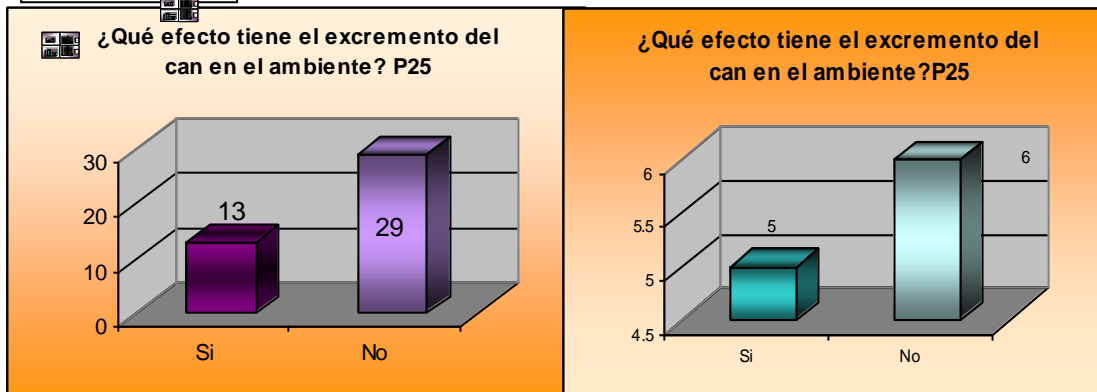 ¿Qué efecto tiene el excremento del
can en el ambiente? P25
30
20
10
0
13
29
Si
No
¿Qué efecto tiene el excremento del
can en el ambiente?P25
6
5.5
5
4.5
5
6
Si
No